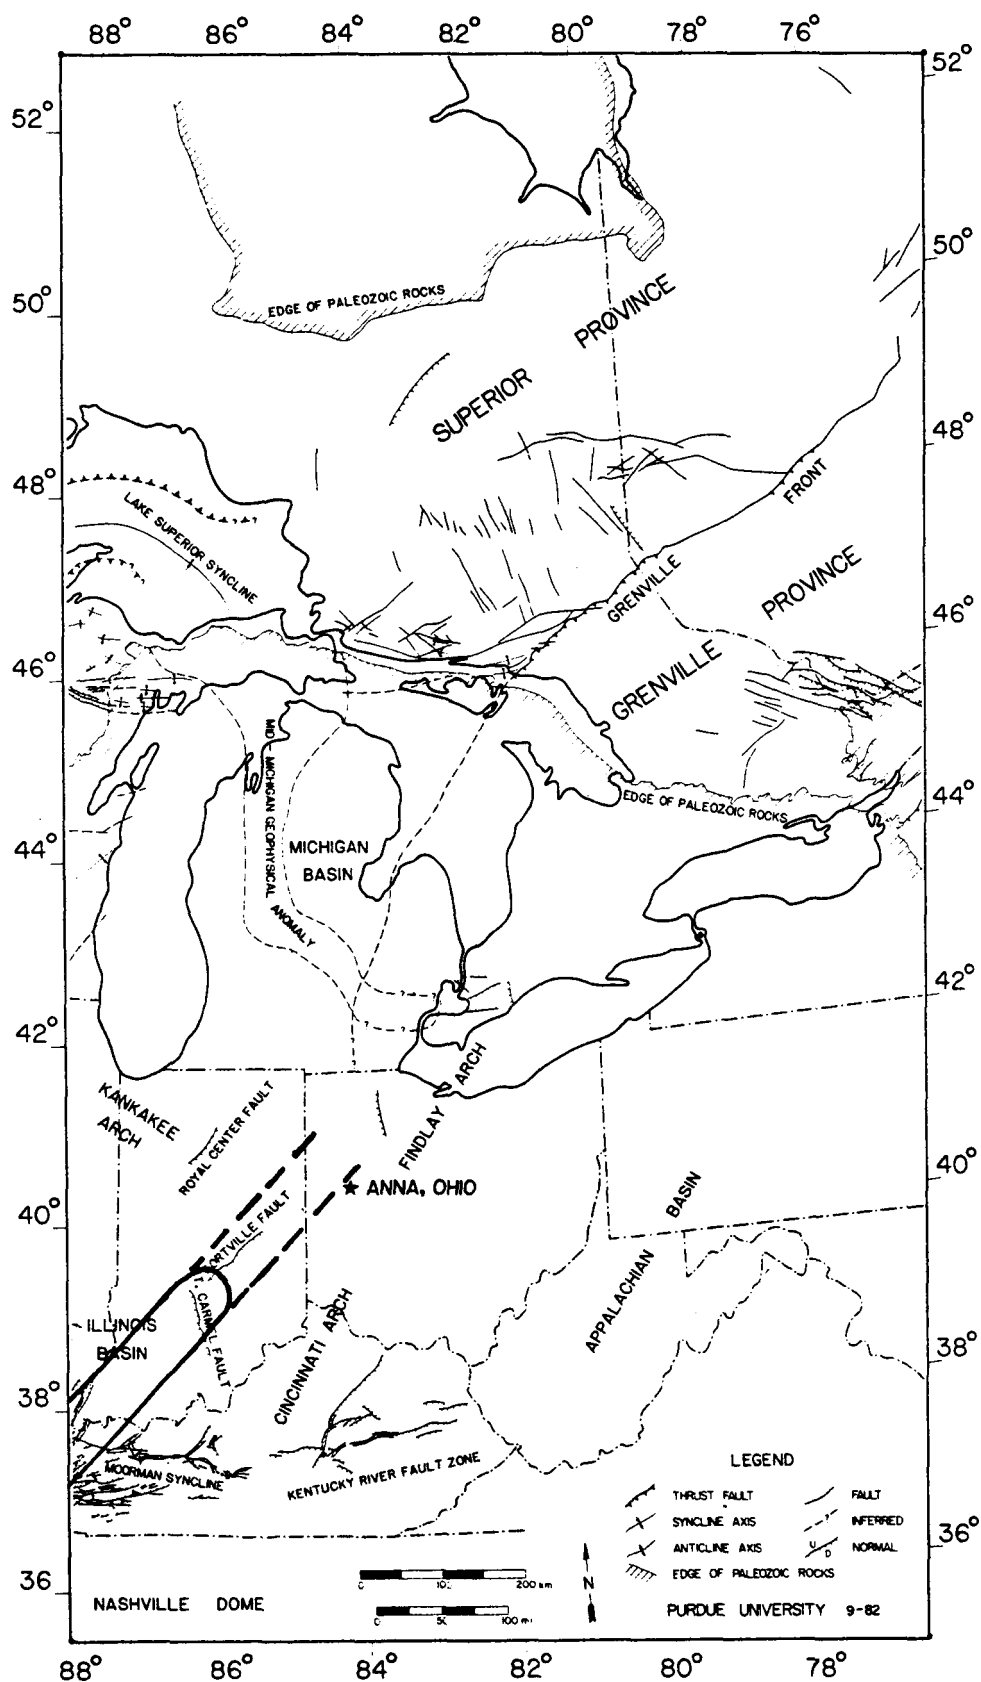 88° 86° 84° 82° 80° 78° 76°
52°
52°
50°
50°
EDGE OF PALEOZOIC ROCKS
SUPERIOR PROVINCE
48°
48°
LAKE SUPERIOR SYNCLINE
GRENVILLE FRONT
GRENVILLE PROVINCE
46°
46°
MID-MICHIGAN GEOPHYSICAL ANOMALY
MICHIGAN
BASIN
EDGE OF PALEOZOIC ROCKS
44°
44°
42°
42°
KANKAKEE
ARCH
ROYAL CENTER FAULT
FINDLAY ARCH
ANNA, OHIO
40°
40°
ORTVILLE FAULT
CARMEL FAULT
ILLINOIS
BASIN
CINCINNATI ARCH
APPALACHIAN BASIN
38°
38°
MOORMAN SYNCLINE
KENTUCKY RIVER FAULT ZONE
36°
36
NASHVILLE DOME
LEGEND
THRUST FAULT
FAULT
SYNCLINE AXIS
INFERRED
ANTICLINE AXIS
U
D
NORMAL
EDGE OF PALEOZOIC ROCKS
0 100 200 km
0 50 100 mi
N
PURDUE UNIVERSITY 9-82
88° 86° 84° 82° 80° 78°